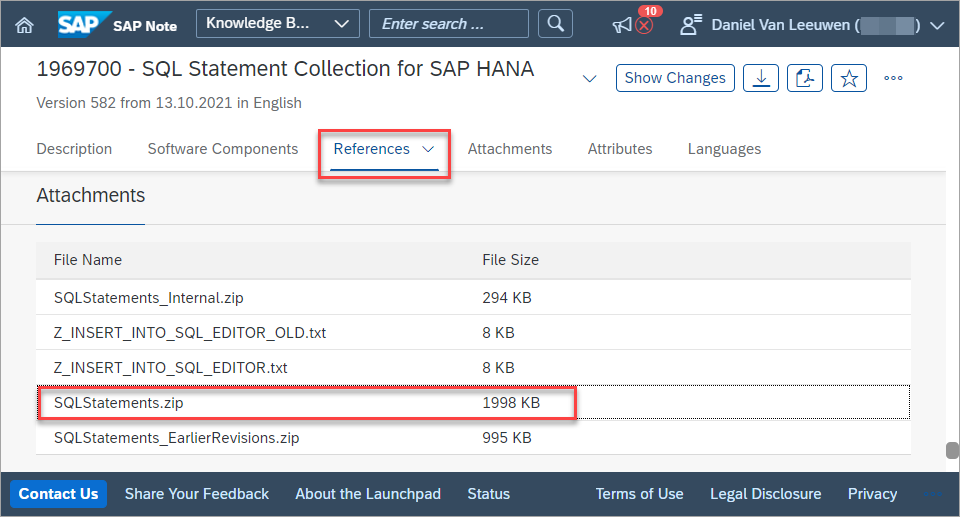 SAP SAP Note Knowledge B... Enter search ... 10 Daniel Van Leeuwen ( )
1969700 - SQL Statement Collection for SAP HANA
Show Changes
Version 582 from 13.10.2021 in English
Description Software Components References Attachments Attributes Languages
Attachments
File Name File Size
SQLStatements_Internal.zip 294 KB
Z_INSERT_INTO_SQL_EDITOR_OLD.txt 8 KB
Z_INSERT_INTO_SQL_EDITOR.txt 8 KB
SQLStatements.zip 1998 KB
SQLStatements_EarlierRevisions.zip 995 KB
Contact Us Share Your Feedback About the Launchpad Status Terms of Use Legal Disclosure Privacy